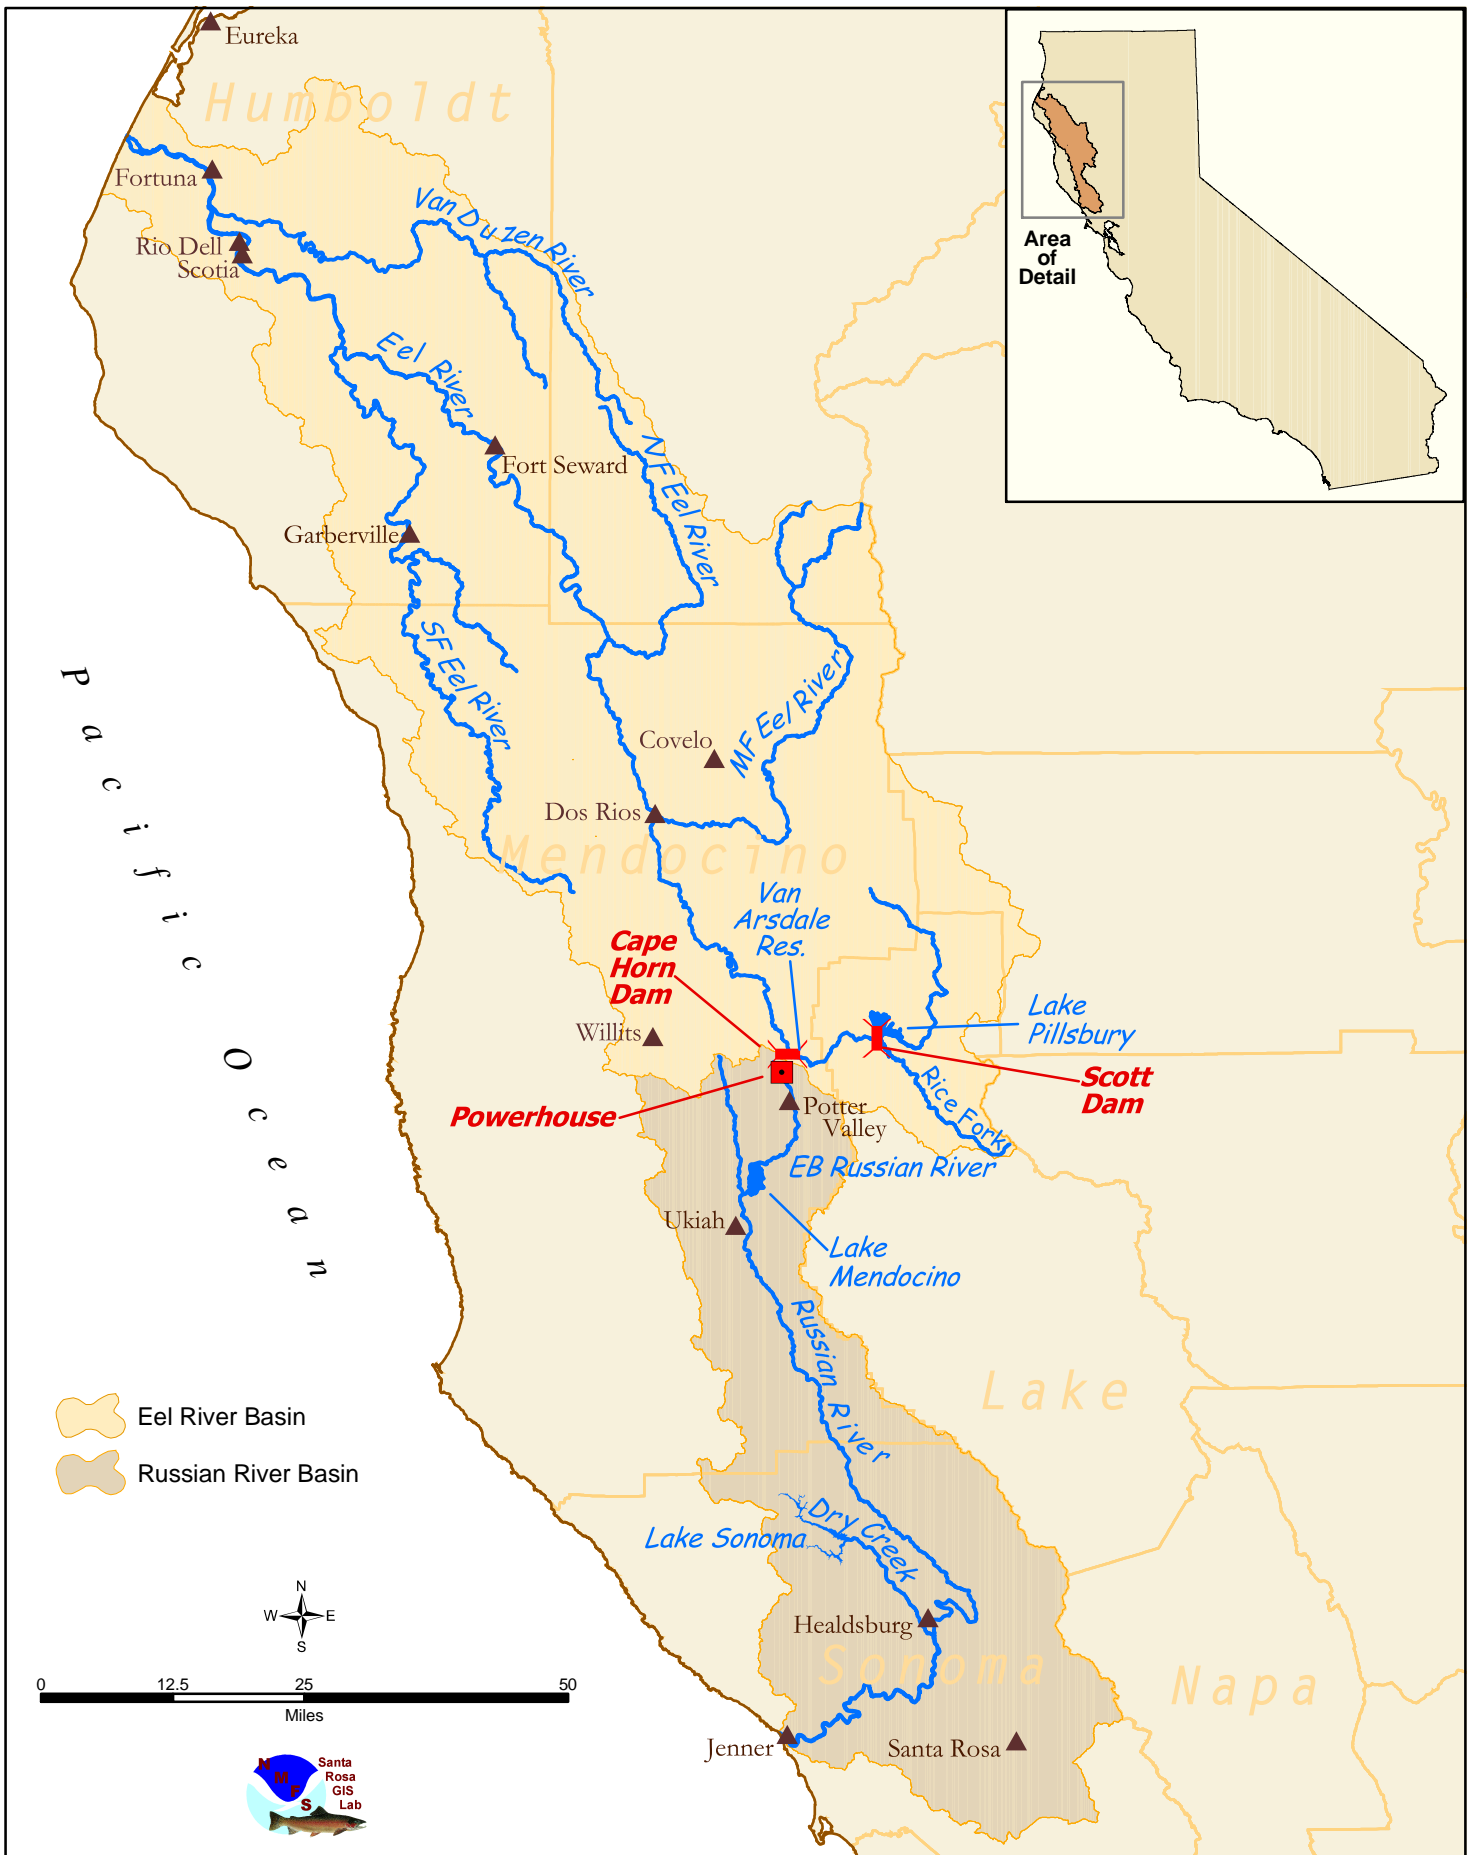 Eureka
Humboldt
Fortuna
Van Duzen River
Rio Dell
Scotia
Area
of
Detail
Eel River
Fort Seward
N F Eel River
Garberville
SF Eel River
MF Eel River
Covelo
Dos Rios
Mendocino
Van
Arsdale
Res.
Cape
Horn
Dam
Willits
Lake
Pillsbury
Scott
Dam
Rice Fork
Powerhouse
Potter
Valley
EB Russian River
Ukiah
Lake
Mendocino
Russian River
Pacific Ocean
Lake
Eel River Basin
Russian River Basin
Dry Creek
Lake Sonoma
Healdsburg
Sonoma
Napa
Jenner
Santa Rosa
N
W E
S
0 12.5 25 50
Miles
NMFS
Santa
Rosa
GIS
Lab